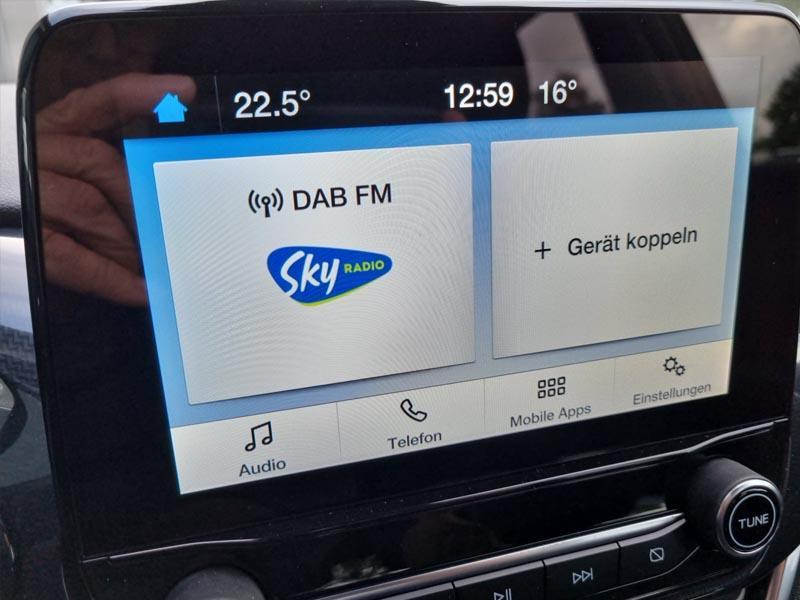 22.5° 12:59 16°
DAB FM
Sky RADIO
+ Gerät koppeln
Audio Telefon Mobile Apps Einstellungen
TUNE